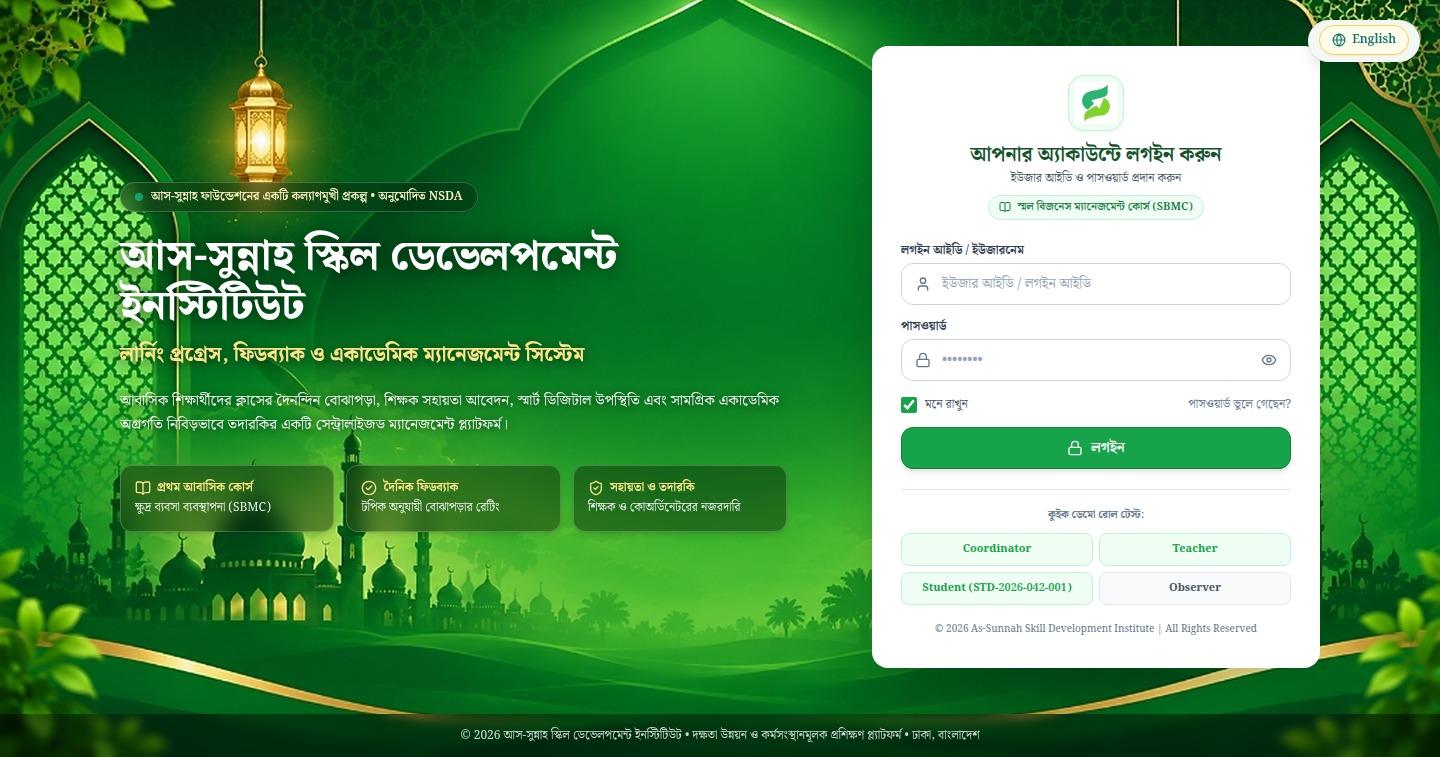 English
আস-সুন্নাহ ফাউন্ডেশনের একটি কল্যাণমুখী প্রকল্প • অনুমোদিত NSDA
আস-সুন্নাহ স্কিল ডেভেলপমেন্ট
ইনস্টিটিউট
লার্নিং প্রগ্রেস, ফিডব্যাক ও একাডেমিক ম্যানেজমেন্ট সিস্টেম
আবাসিক শিক্ষার্থীদের ক্লাসের দৈনন্দিন বোঝাপড়া, শিক্ষক সহায়তা আবেদন, স্মার্ট ডিজিটাল উপস্থিতি এবং সামগ্রিক একাডেমিক
অগ্রগতি নিবিড়ভাবে তদারকির একটি সেন্ট্রালাইজড ম্যানেজমেন্ট প্ল্যাটফর্ম।
প্রথম আবাসিক কোর্স
ক্ষুদ্র ব্যবসা ব্যবস্থাপনা (SBMC)
দৈনিক ফিডব্যাক
টপিক অনুযায়ী বোঝাপড়ার রেটিং
সহায়তা ও তদারকি
শিক্ষক ও কোঅর্ডিনেটরের নজরদারি
আপনার অ্যাকাউন্টে লগইন করুন
ইউজার আইডি ও পাসওয়ার্ড প্রদান করুন
স্মল বিজনেস ম্যানেজমেন্ট কোর্স (SBMC)
লগইন আইডি / ইউজারনেম
ইউজার আইডি / লগইন আইডি
পাসওয়ার্ড
••••••••
মনে রাখুন
পাসওয়ার্ড ভুলে গেছেন?
লগইন
কুইক ডেমো রোল টেস্ট:
Coordinator
Teacher
Student (STD-2026-042-001)
Observer
© 2026 As-Sunnah Skill Development Institute | All Rights Reserved
© 2026 আস-সুন্নাহ স্কিল ডেভেলপমেন্ট ইনস্টিটিউট • দক্ষতা উন্নয়ন ও কর্মসংস্থানমূলক প্রশিক্ষণ প্ল্যাটফর্ম • ঢাকা, বাংলাদেশ